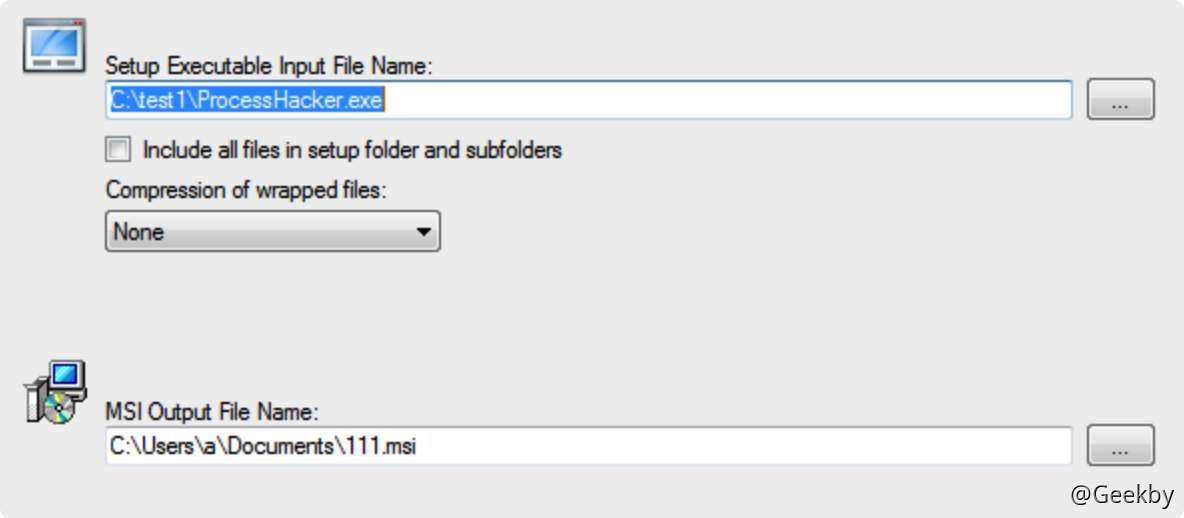 Setup Executable Input File Name:
C:\test1\ProcessHacker.exe
...
Include all files in setup folder and subfolders
Compression of wrapped files:
None
MSI Output File Name:
C:\Users\a\Documents\111.msi
...
@Geekby